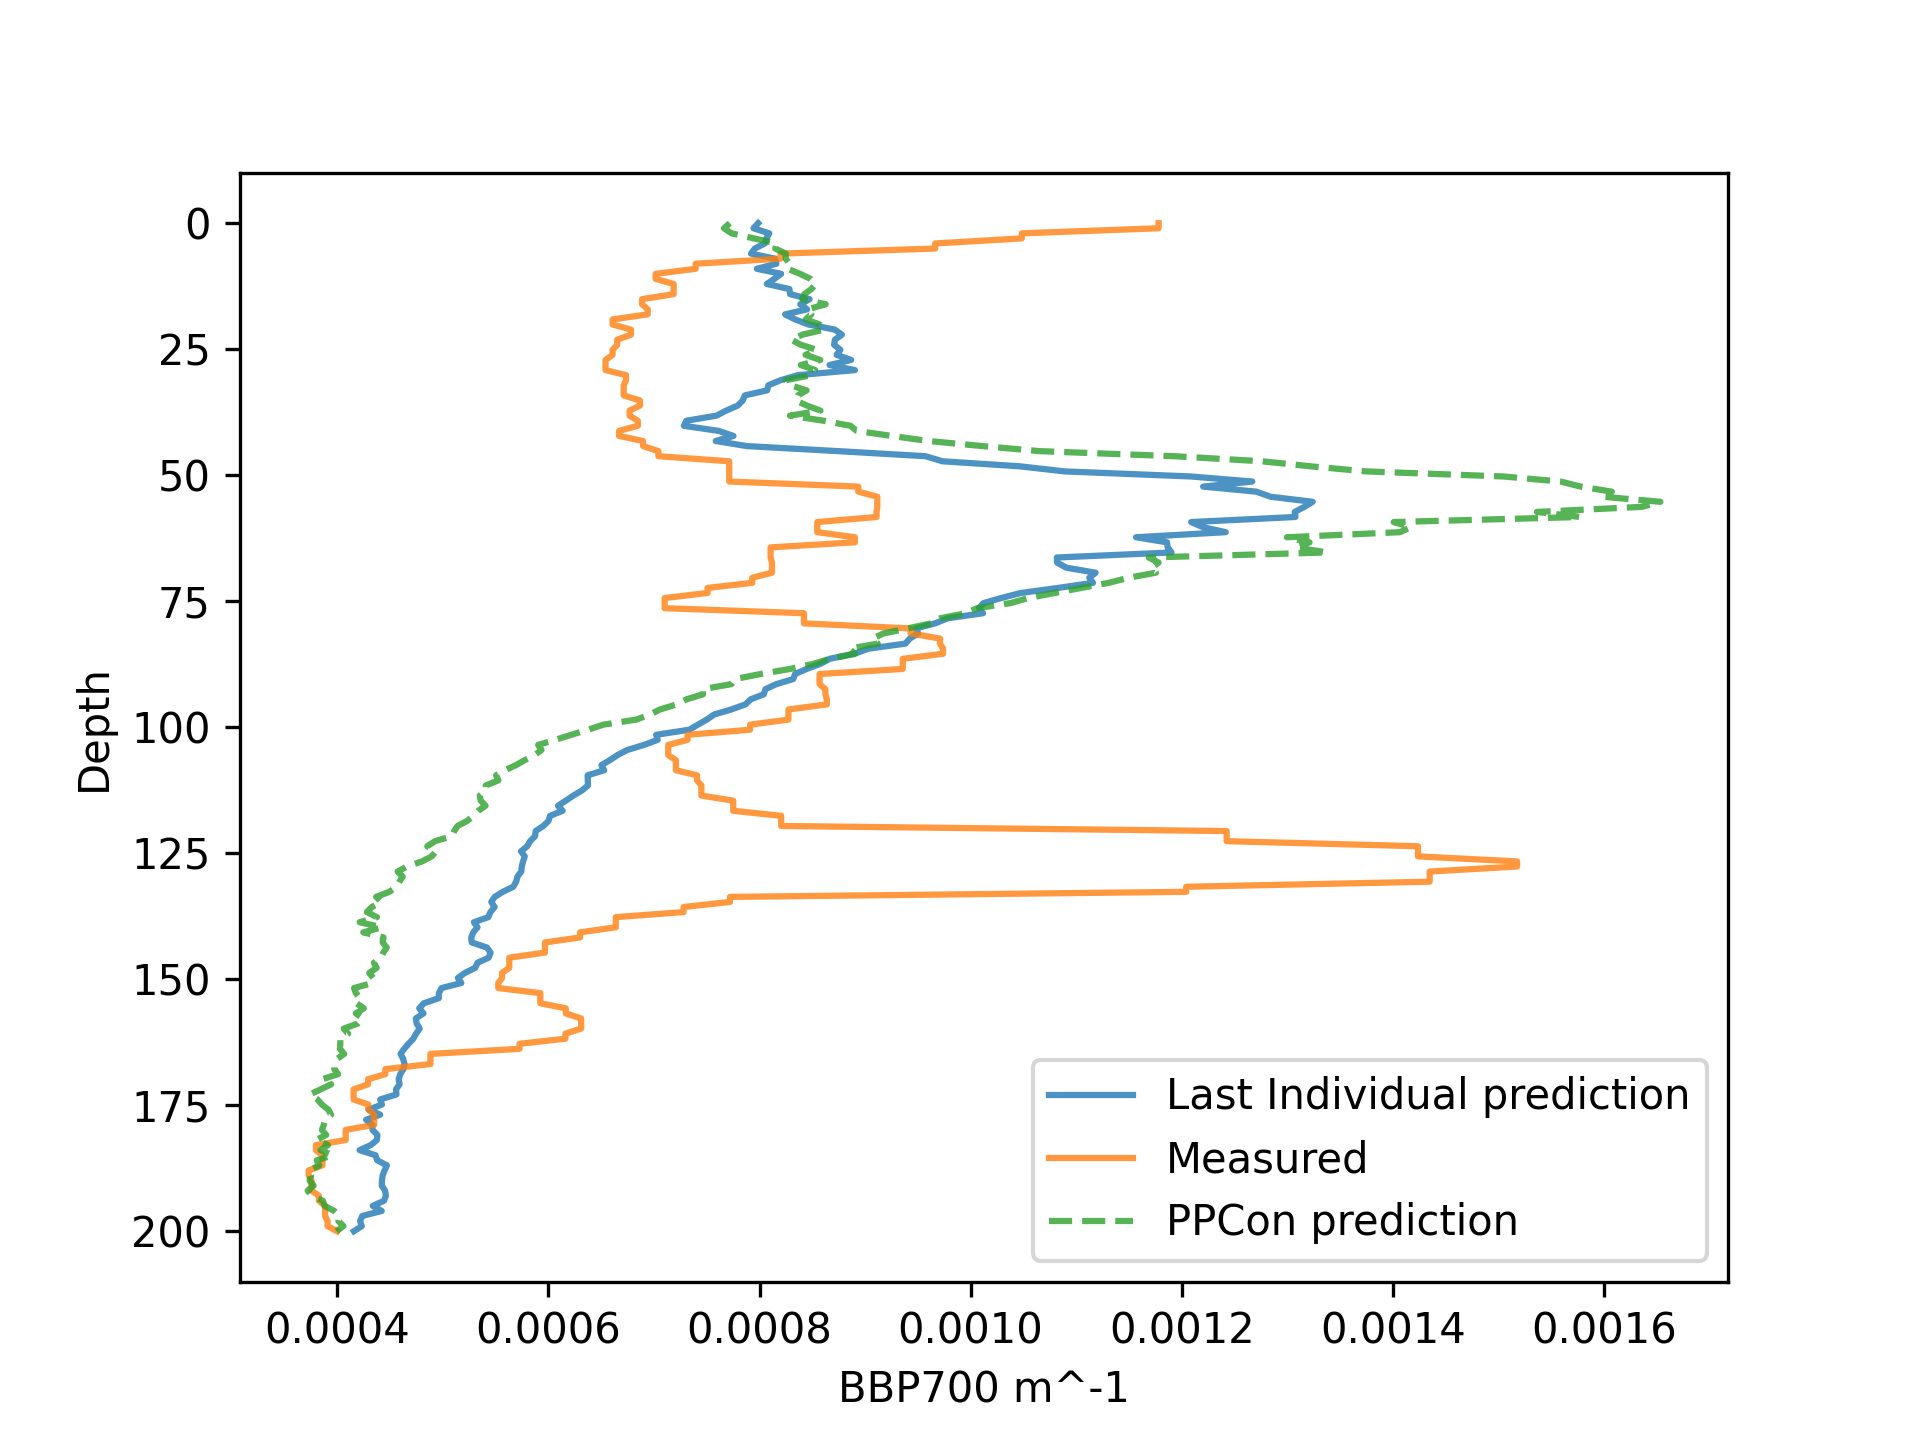 0
25
50
75
100
125
150
175
200
Depth
0.0004 0.0006 0.0008 0.0010 0.0012 0.0014 0.0016
BBP700 m^-1
Last Individual prediction
Measured
PPCon prediction